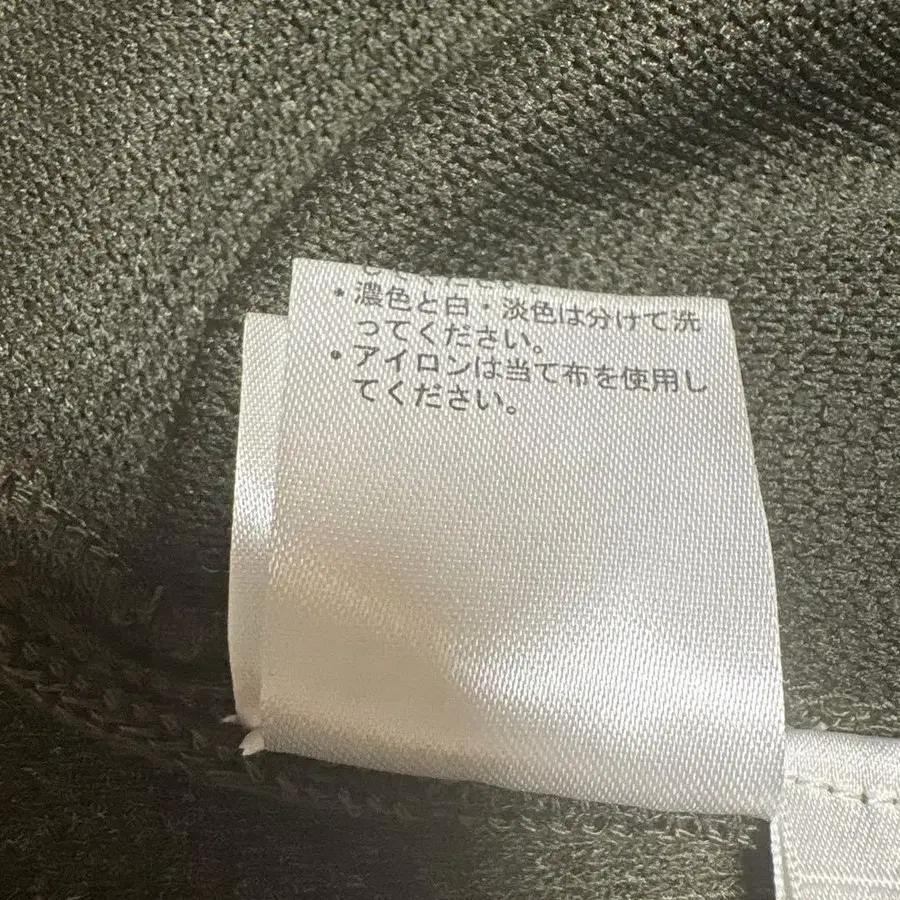 ・濃色と白・淡色は分けて洗
ってください。
・アイロンは当て布を使用し
てください。